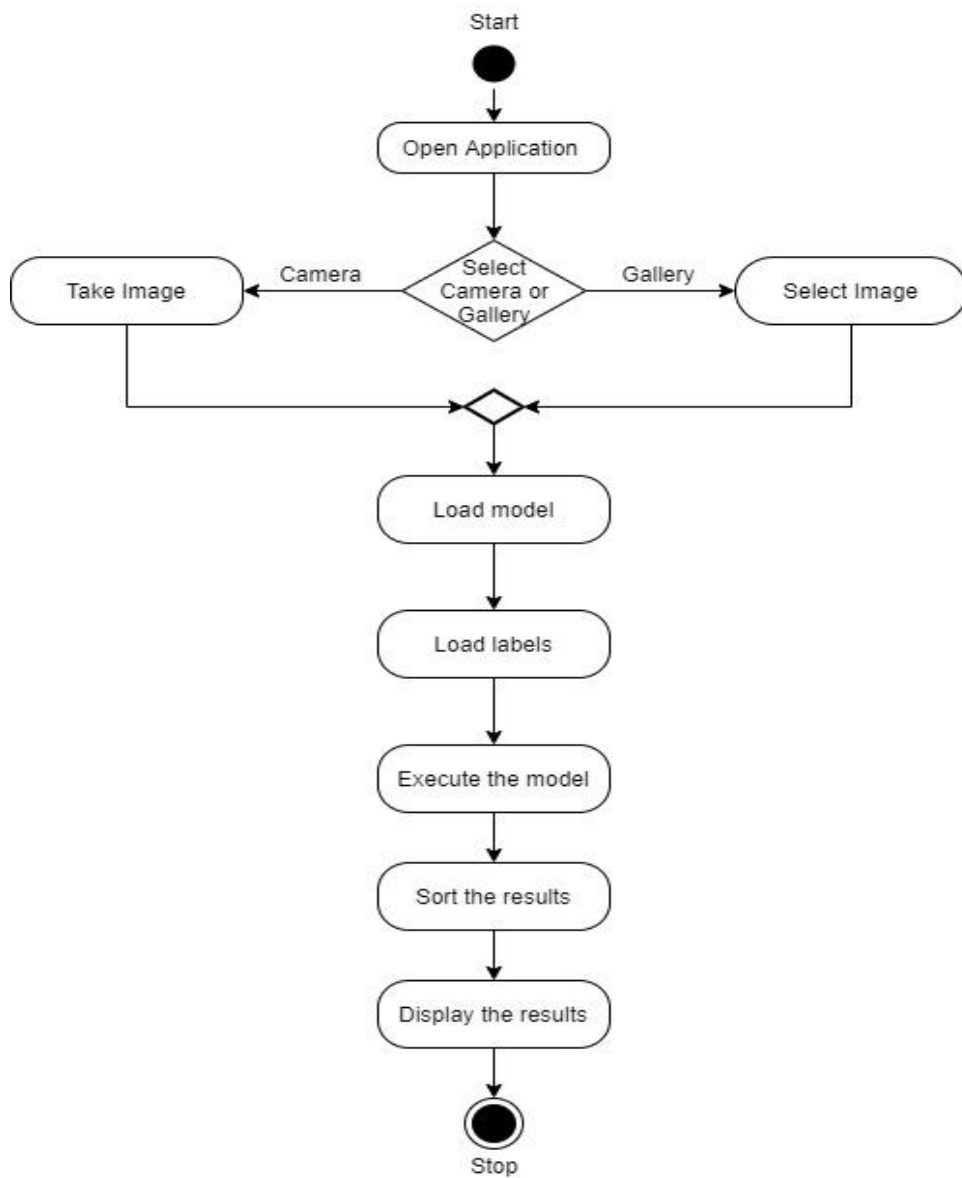 Start
Open Application
Camera
Select
Camera or
Gallery
Gallery
Take Image
Select Image
Load model
Load labels
Execute the model
Sort the results
Display the results
Stop